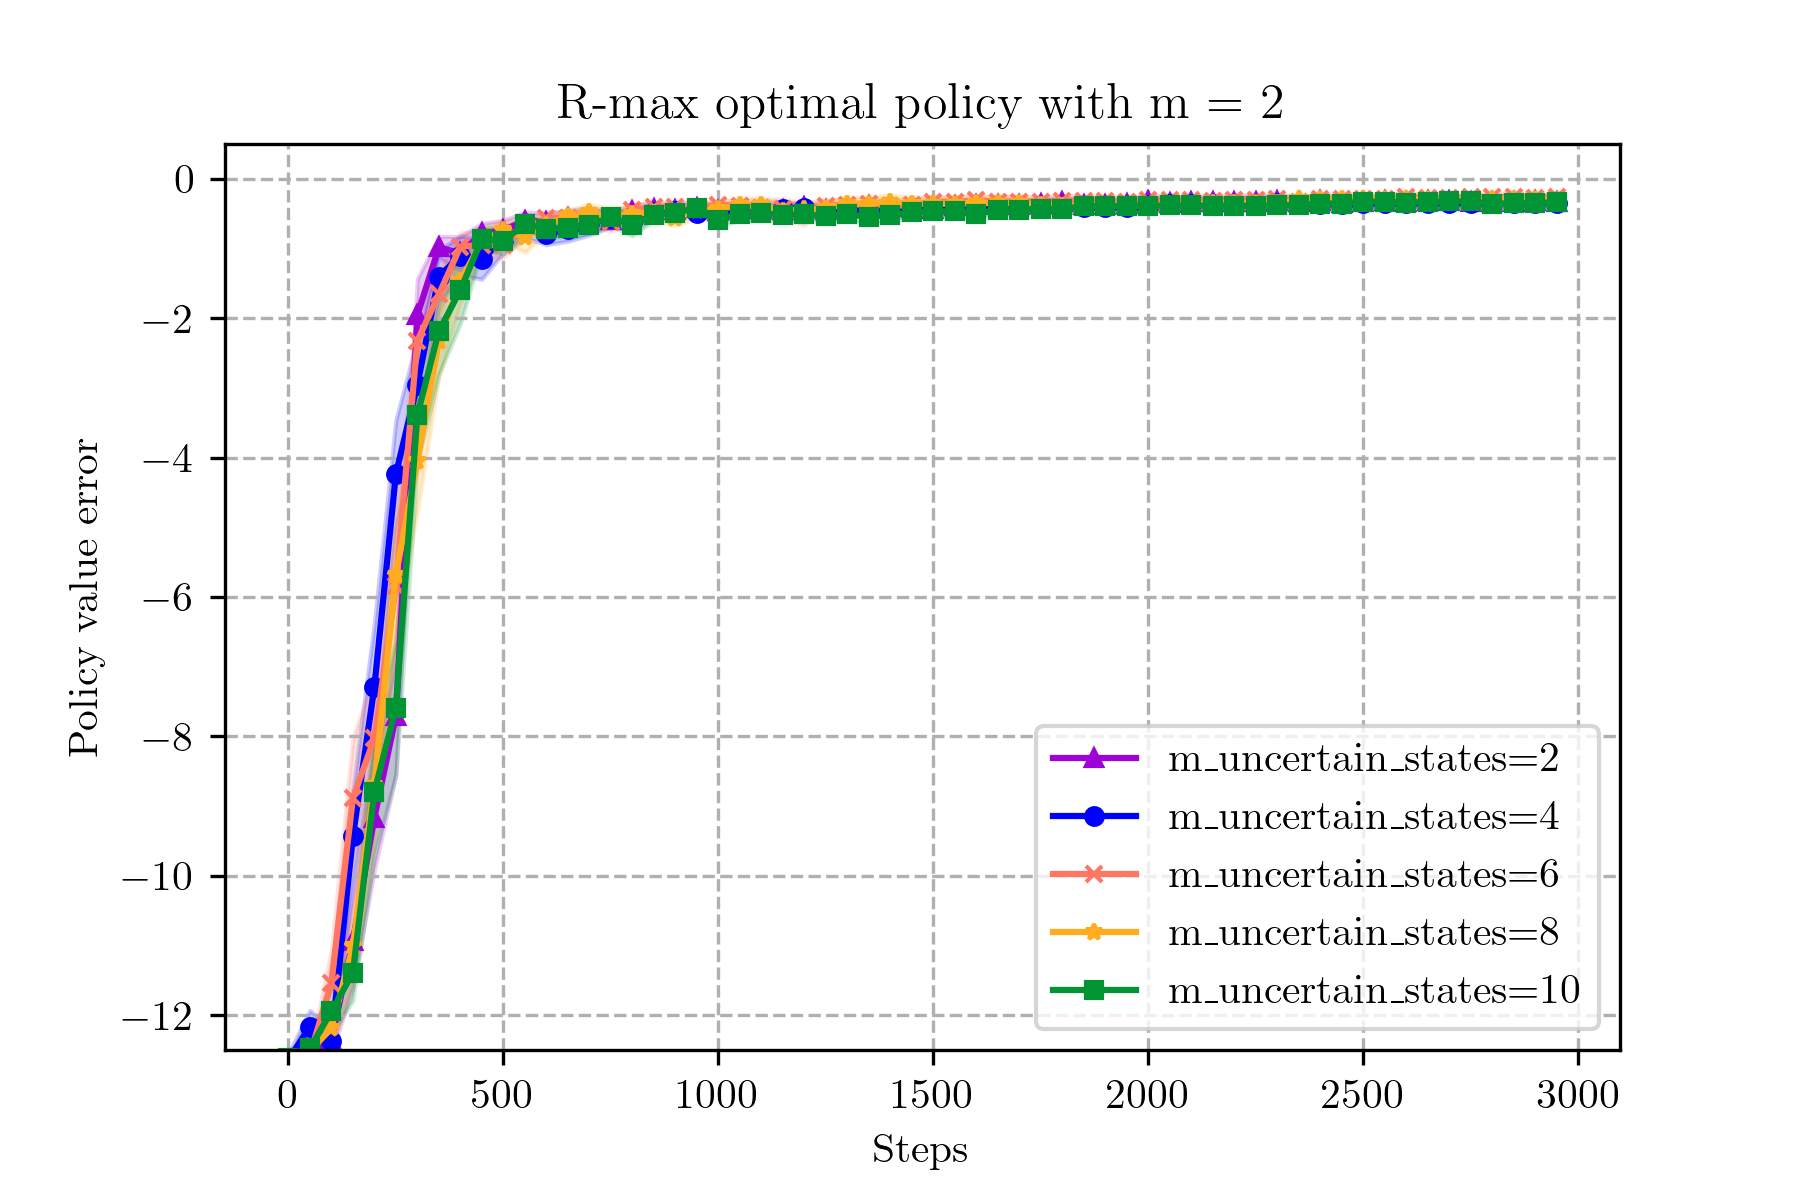 R-max optimal policy with m = 2
0
−2
−4
−6
−8
−10
−12
Policy value error
m_uncertain_states=2
m_uncertain_states=4
m_uncertain_states=6
m_uncertain_states=8
m_uncertain_states=10
0 500 1000 1500 2000 2500 3000
Steps